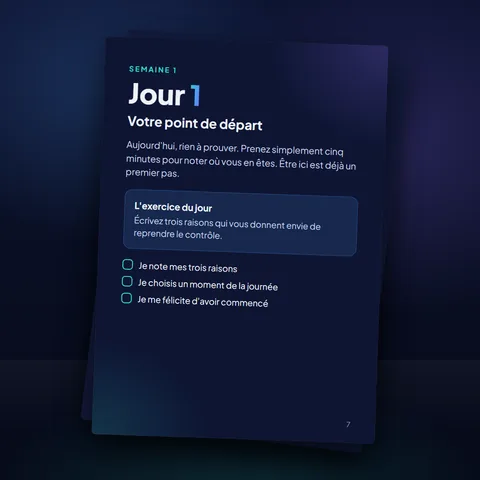 SEMAINE 1
Jour 1
Votre point de départ
Aujourd'hui, rien à prouver. Prenez simplement cinq
minutes pour noter où vous en êtes. Être ici est déjà un
premier pas.
L'exercice du jour
Écrivez trois raisons qui vous donnent envie de
reprendre le contrôle.
Je note mes trois raisons
Je choisis un moment de la journée
Je me félicite d'avoir commencé
7